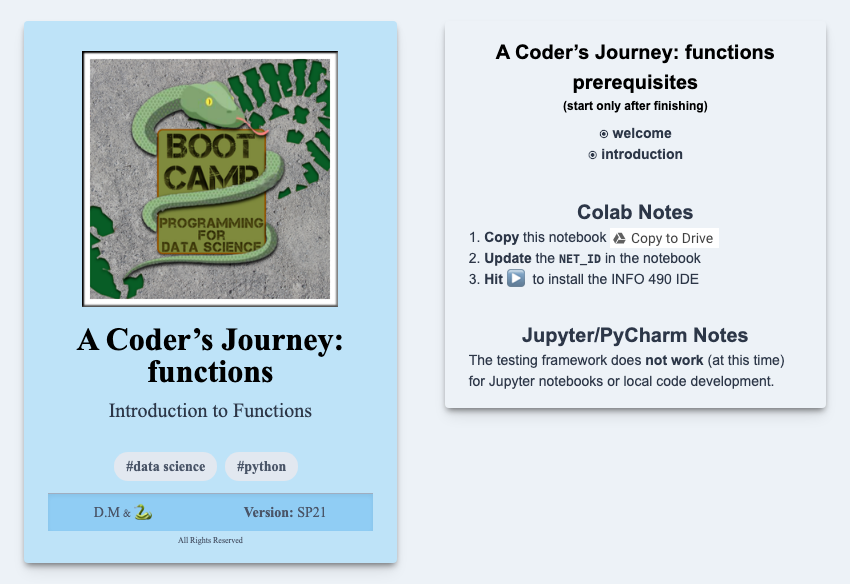 BOOT
CAMP
PROGRAMMING
FOR
DATA SCIENCE
A Coder’s Journey:
functions
Introduction to Functions
#data science
#python
D.M & 🐍
Version: SP21
All Rights Reserved
A Coder’s Journey: functions
prerequisites
(start only after finishing)
⦿ welcome
⦿ introduction
Colab Notes
1. Copy this notebook Copy to Drive
2. Update the NET_ID in the notebook
3. Hit ▶️ to install the INFO 490 IDE
Jupyter/PyCharm Notes
The testing framework does not work (at this time)
for Jupyter notebooks or local code development.